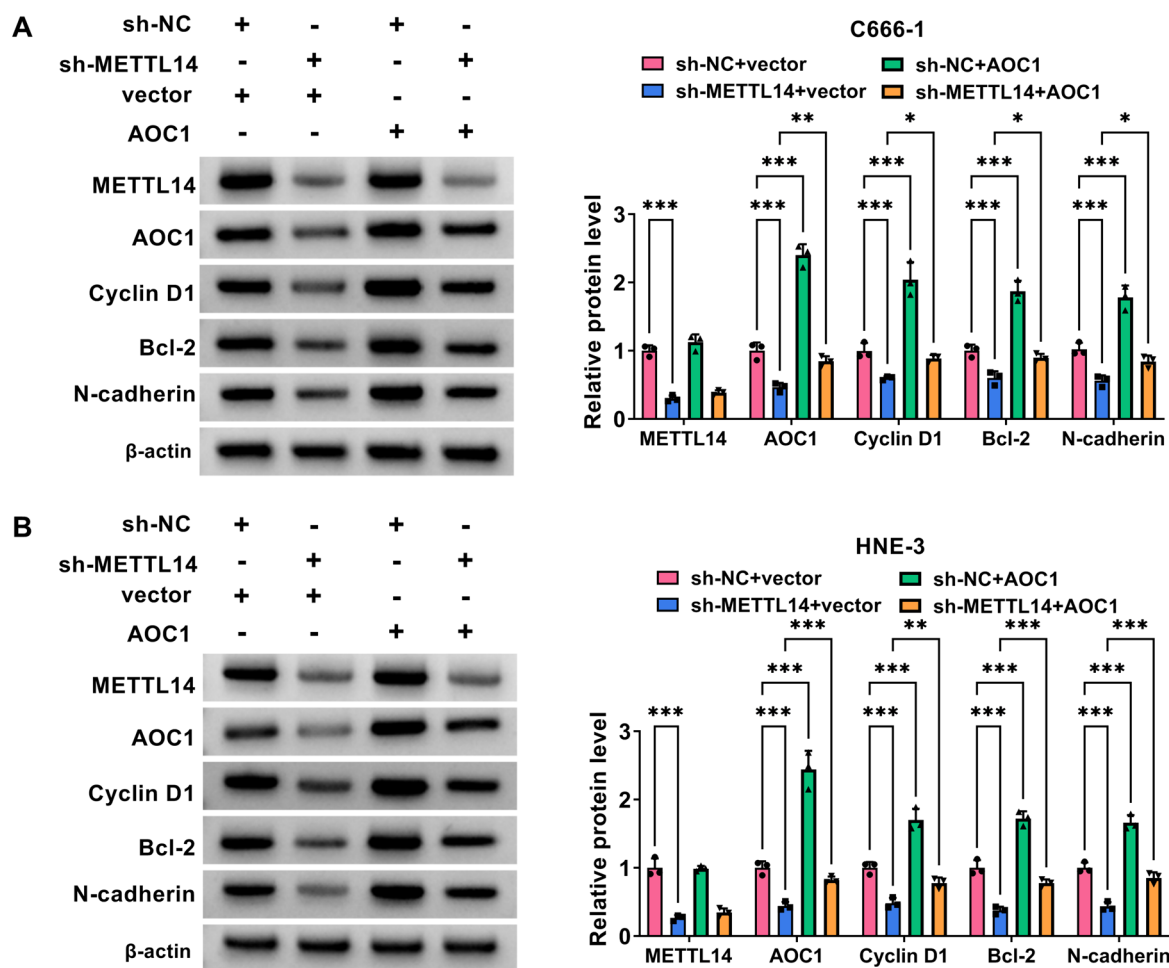 A
sh-NC + - + -
sh-METTL14 - + - +
vector + + - -
AOC1 - - + +
METTL14
AOC1
Cyclin D1
Bcl-2
N-cadherin
β-actin
C666-1
sh-NC+vector sh-NC+AOC1
sh-METTL14+vector sh-METTL14+AOC1
** * * *
*** *** *** ***
*** *** *** *** ***
Relative protein level
3
2
1
0
METTL14 AOC1 Cyclin D1 Bcl-2 N-cadherin
B
sh-NC + - + -
sh-METTL14 - + - +
vector + + - -
AOC1 - - + +
METTL14
AOC1
Cyclin D1
Bcl-2
N-cadherin
β-actin
HNE-3
sh-NC+vector sh-NC+AOC1
sh-METTL14+vector sh-METTL14+AOC1
*** ** *** ***
*** *** *** ***
*** *** *** *** ***
Relative protein level
3
2
1
0
METTL14 AOC1 Cyclin D1 Bcl-2 N-cadherin